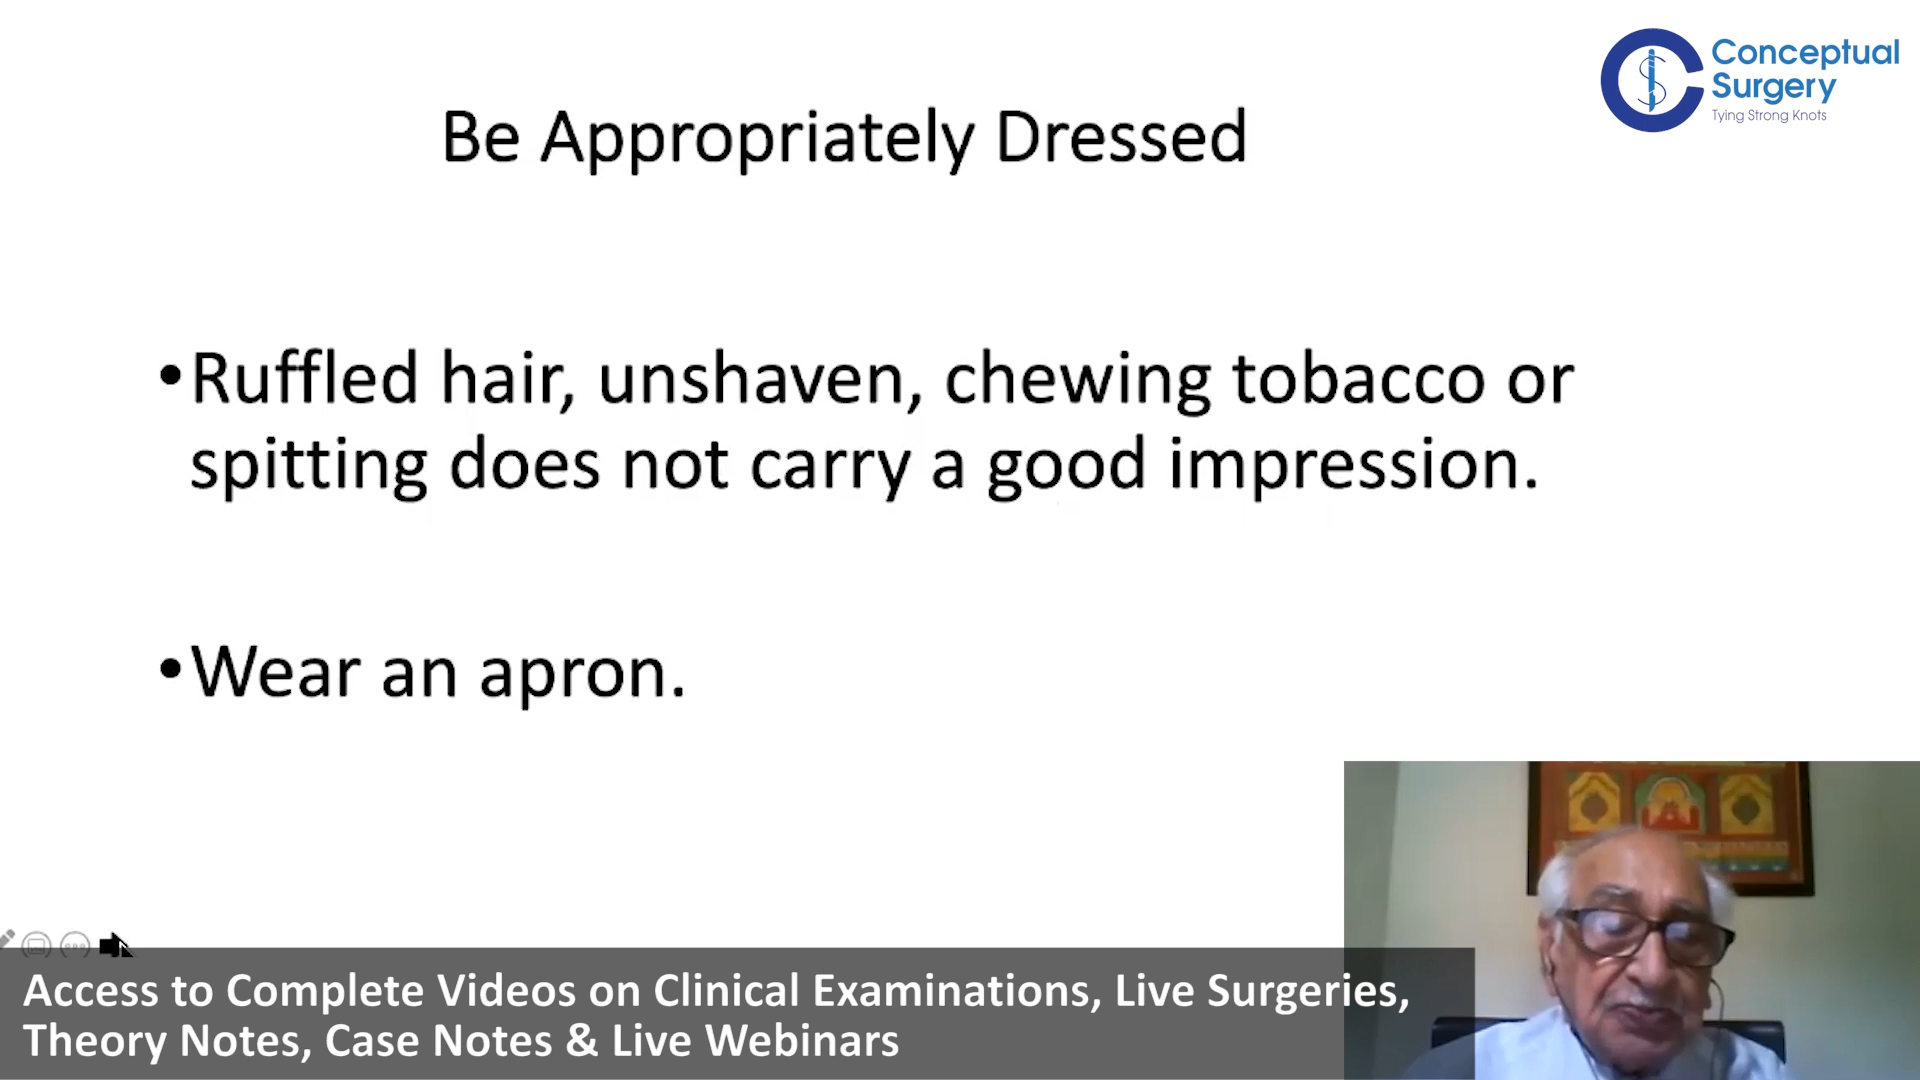 Conceptual
Surgery
Tying Strong Knots
Be Appropriately Dressed
•Ruffled hair, unshaven, chewing tobacco or
spitting does not carry a good impression.
•Wear an apron.
Access to Complete Videos on Clinical Examinations, Live Surgeries,
Theory Notes, Case Notes & Live Webinars